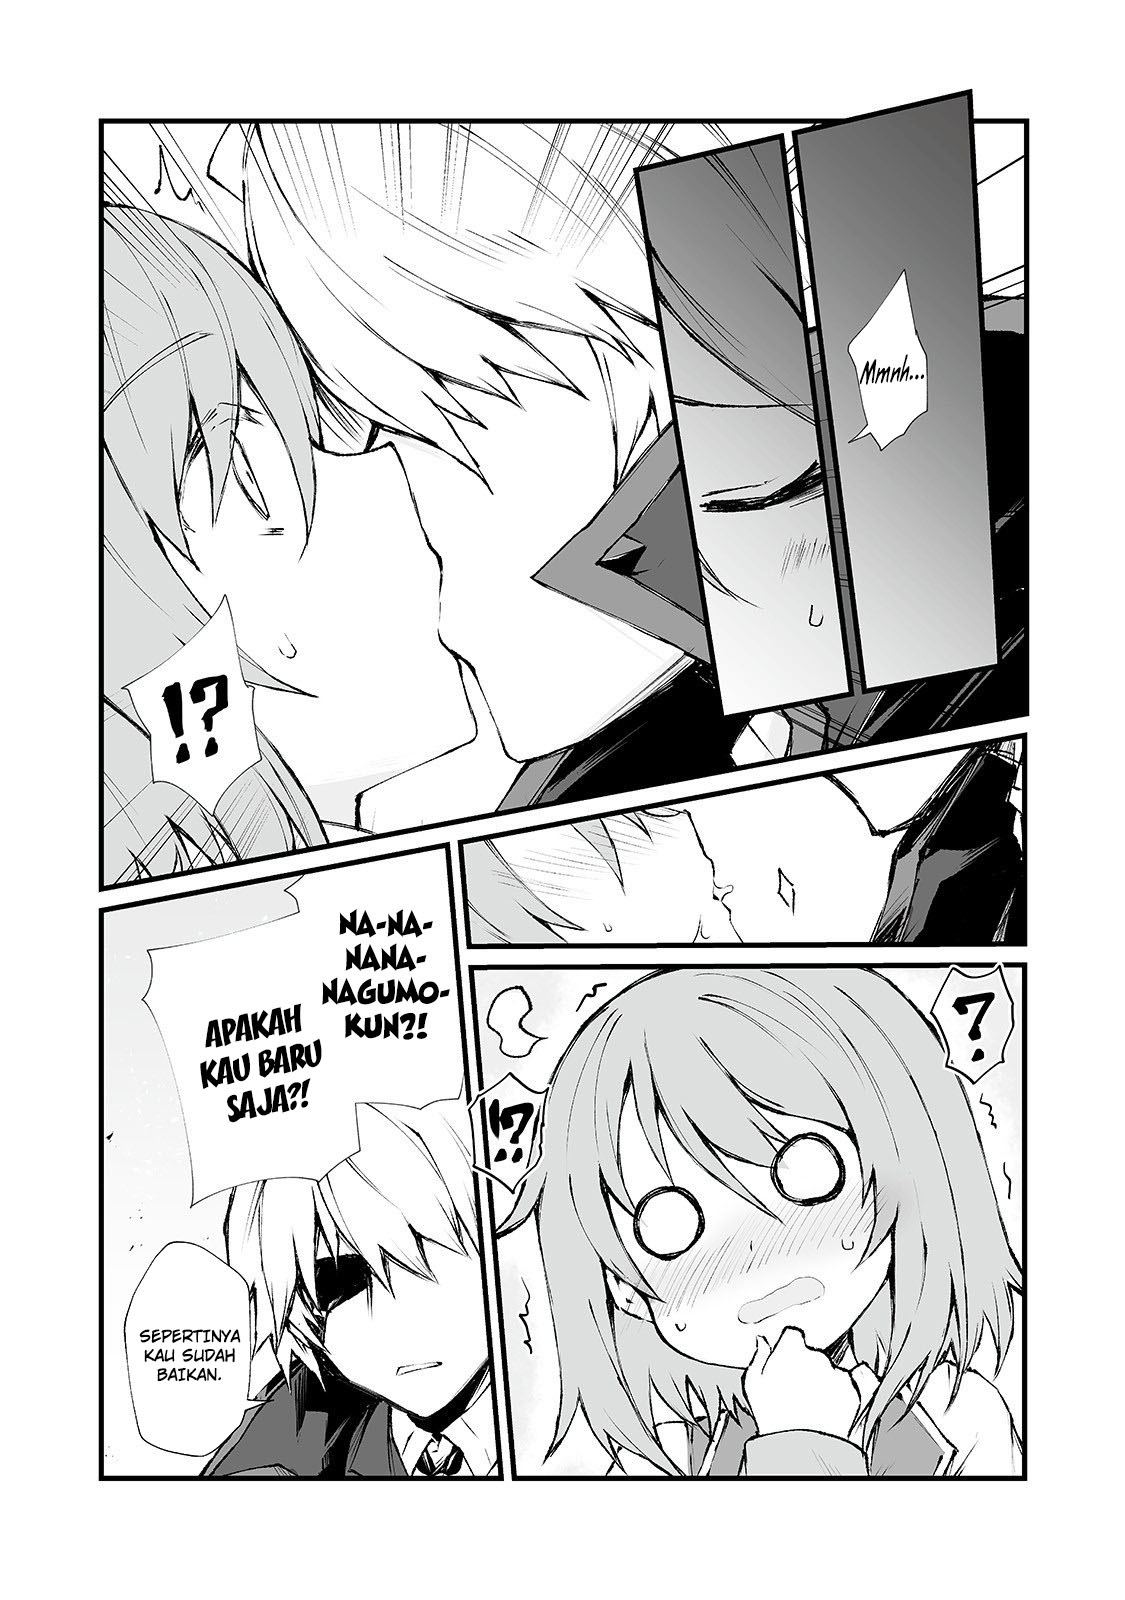 Mmnh...
!?
?
!?
NA-NA-
NANA-
NAGUMO-
KUN?!
APAKAH
KAU BARU
SAJA?!
SEPERTINYA
KAU SUDAH
BAIKAN.